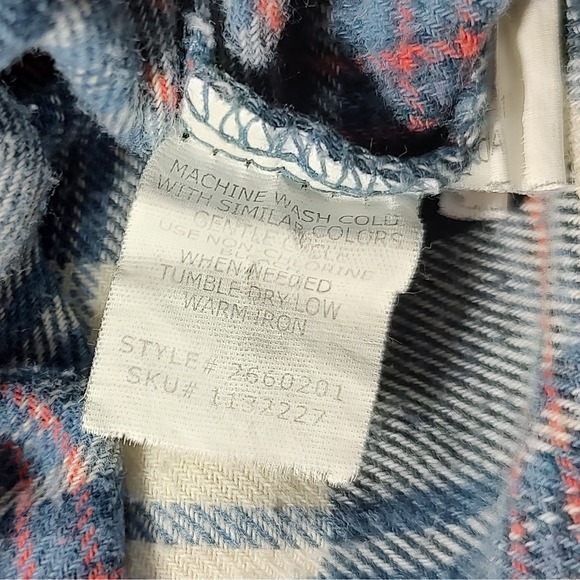 MACHINE WASH COLD
WITH SIMILAR COLORS
GENTLE CYCLE
USE NON-CHLORINE
WHEN NEEDED
TUMBLE DRY LOW
WARM IRON
STYLE# 2660201
SKU# 1132227